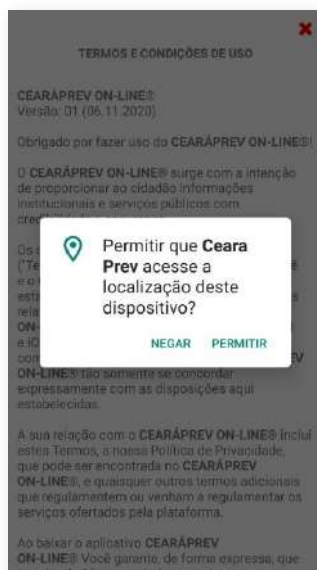 TERMOS E CONDIÇÕES DE USO
CEARÁPREV ON-LINE®
Versão: 01 (06.11.2020)
Obrigado por fazer uso do CEARÁPREV ON-LINE®!
O CEARÁPREV ON-LINE® surge com a intenção
de proporcionar ao cidadão informações
institucionais e serviços públicos com
Os
Permitir que Ceara
Prev acesse a
localização deste
dispositivo?
NEGAR PERMITIR
ON-LINE® tão somente se concordar
expressamente com as disposições aqui
estabelecidas.
A sua relação com o CEARÁPREV ON-LINE® inclui
estes Termos, a nossa Política de Privacidade,
que pode ser encontrada no CEARÁPREV
ON-LINE®, e quaisquer outros termos adicionais
que regulamentem ou venham a regulamentar os
serviços ofertados pela plataforma.
Ao baixar o aplicativo CEARÁPREV
ON-LINE® Você garante, de forma expressa, que